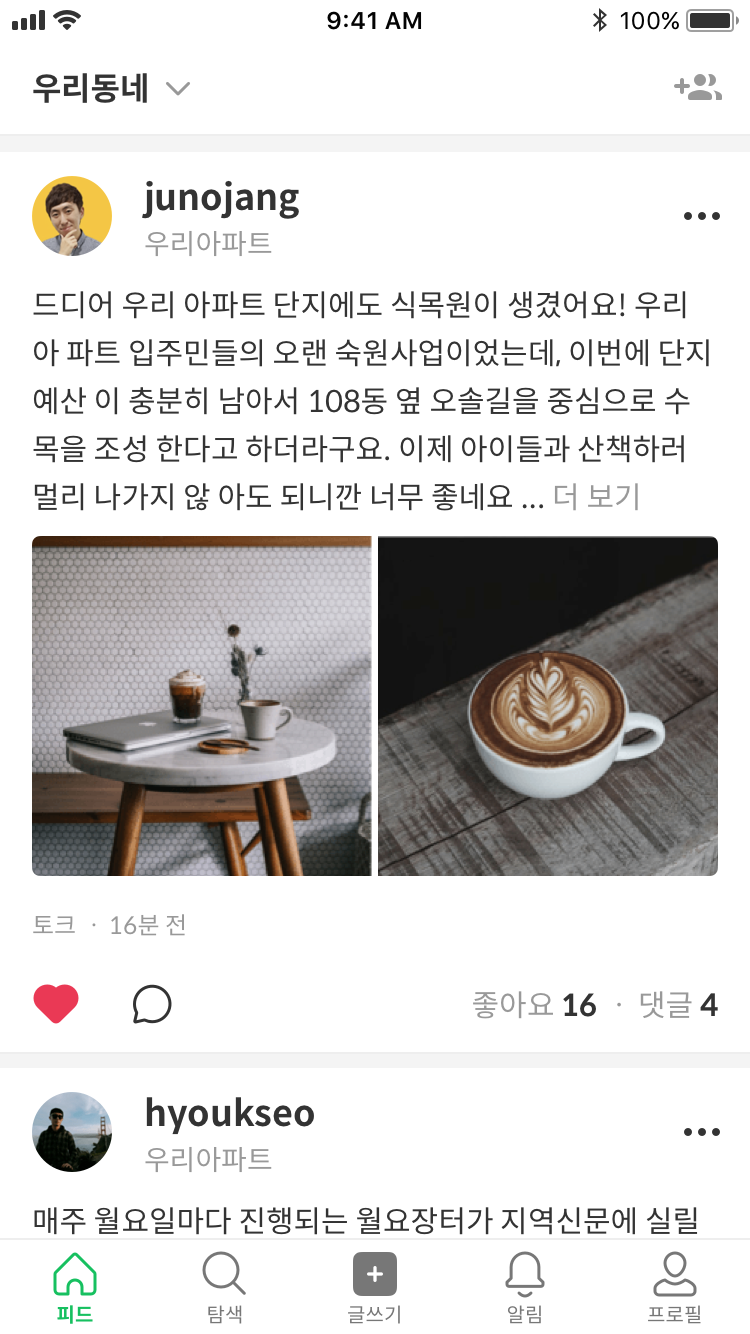 9:41 AM 100%
우리동네
junojang
우리아파트
드디어 우리 아파트 단지에도 식목원이 생겼어요! 우리
아 파트 입주민들의 오랜 숙원사업이었는데, 이번에 단지
예산 이 충분히 남아서 108동 옆 오솔길을 중심으로 수
목을 조성 한다고 하더라구요. 이제 아이들과 산책하러
멀리 나가지 않 아도 되니깐 너무 좋네요 ... 더 보기
토크 · 16분 전
좋아요 16 · 댓글 4
hyoukseo
우리아파트
매주 월요일마다 진행되는 월요장터가 지역신문에 실릴
피드 탐색 글쓰기 알림 프로필